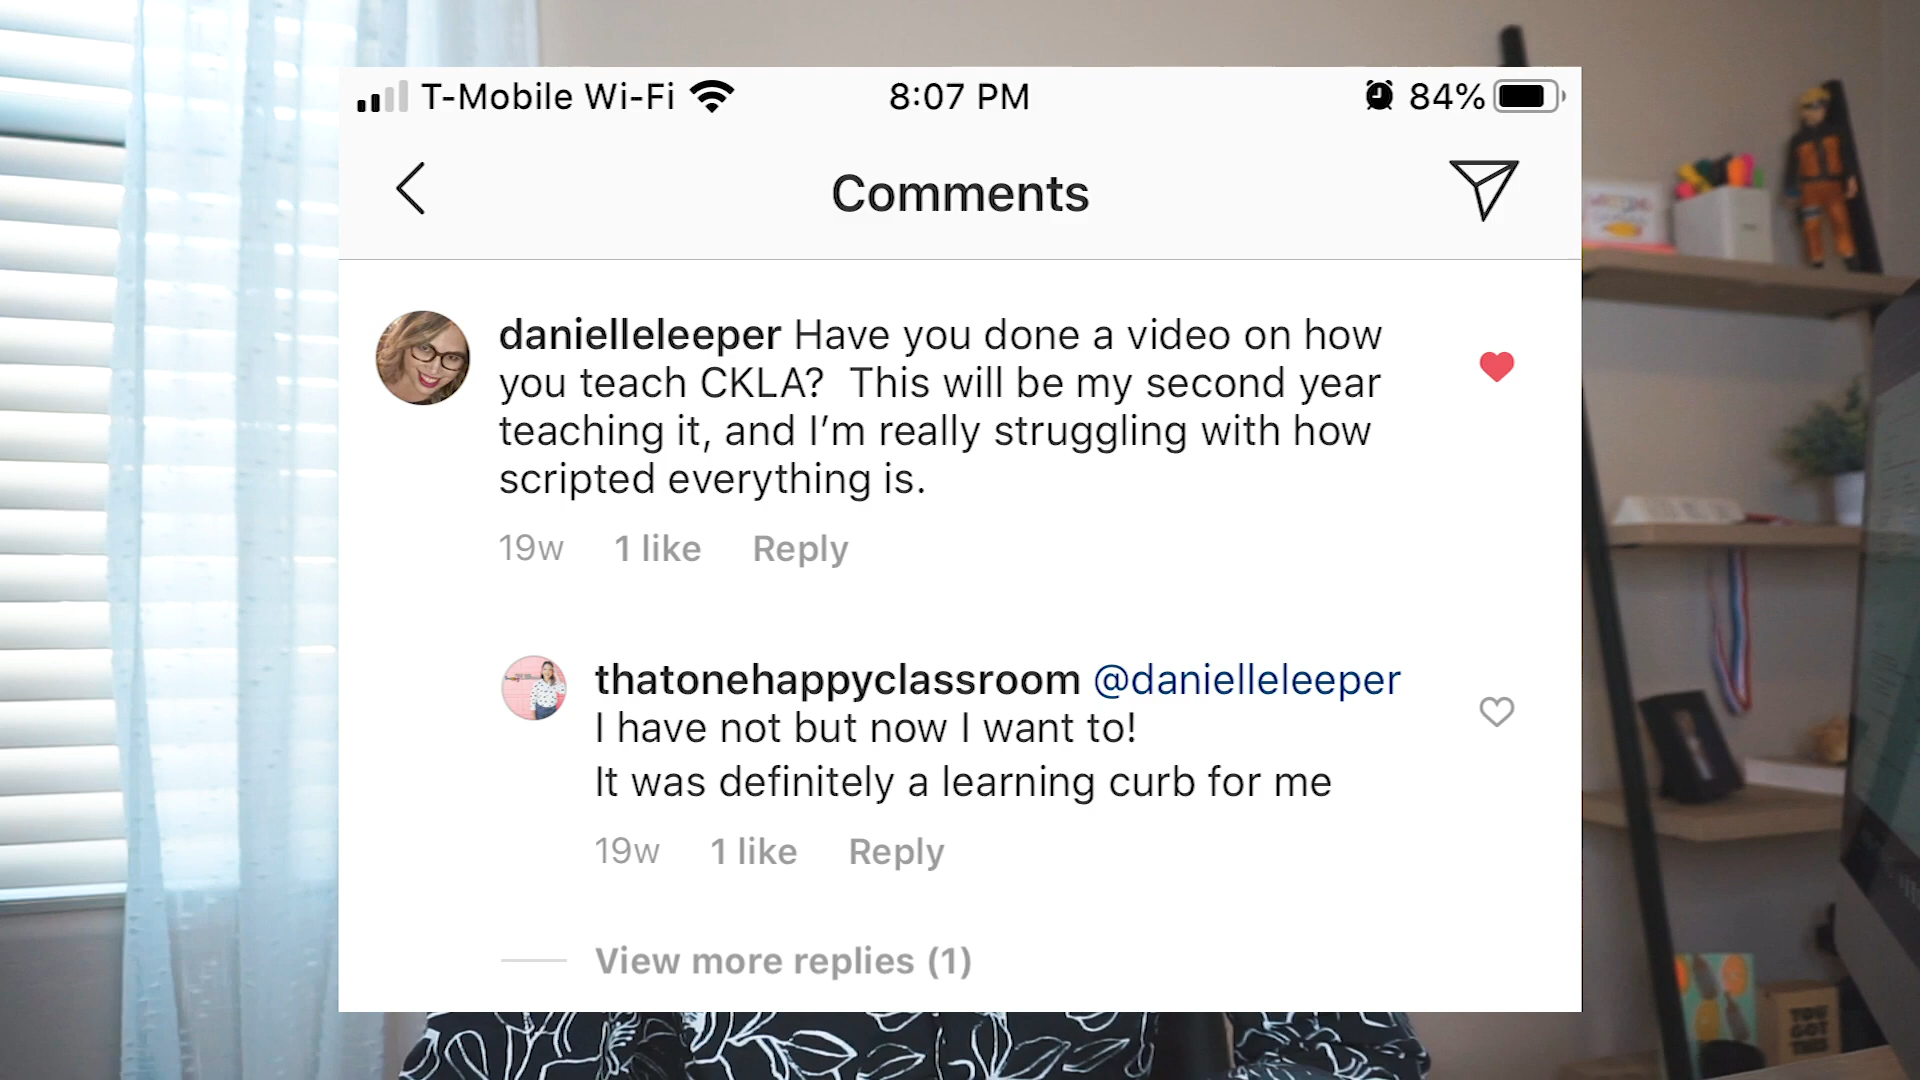 T-Mobile Wi-Fi 8:07 PM 84%
Comments
danielleleeper Have you done a video on how
you teach CKLA?  This will be my second year
teaching it, and I’m really struggling with how
scripted everything is.
19w 1 like Reply
thatonehappyclassroom @danielleleeper
I have not but now I want to!
It was definitely a learning curb for me
19w 1 like Reply
View more replies (1)
YOU
GOT
THIS